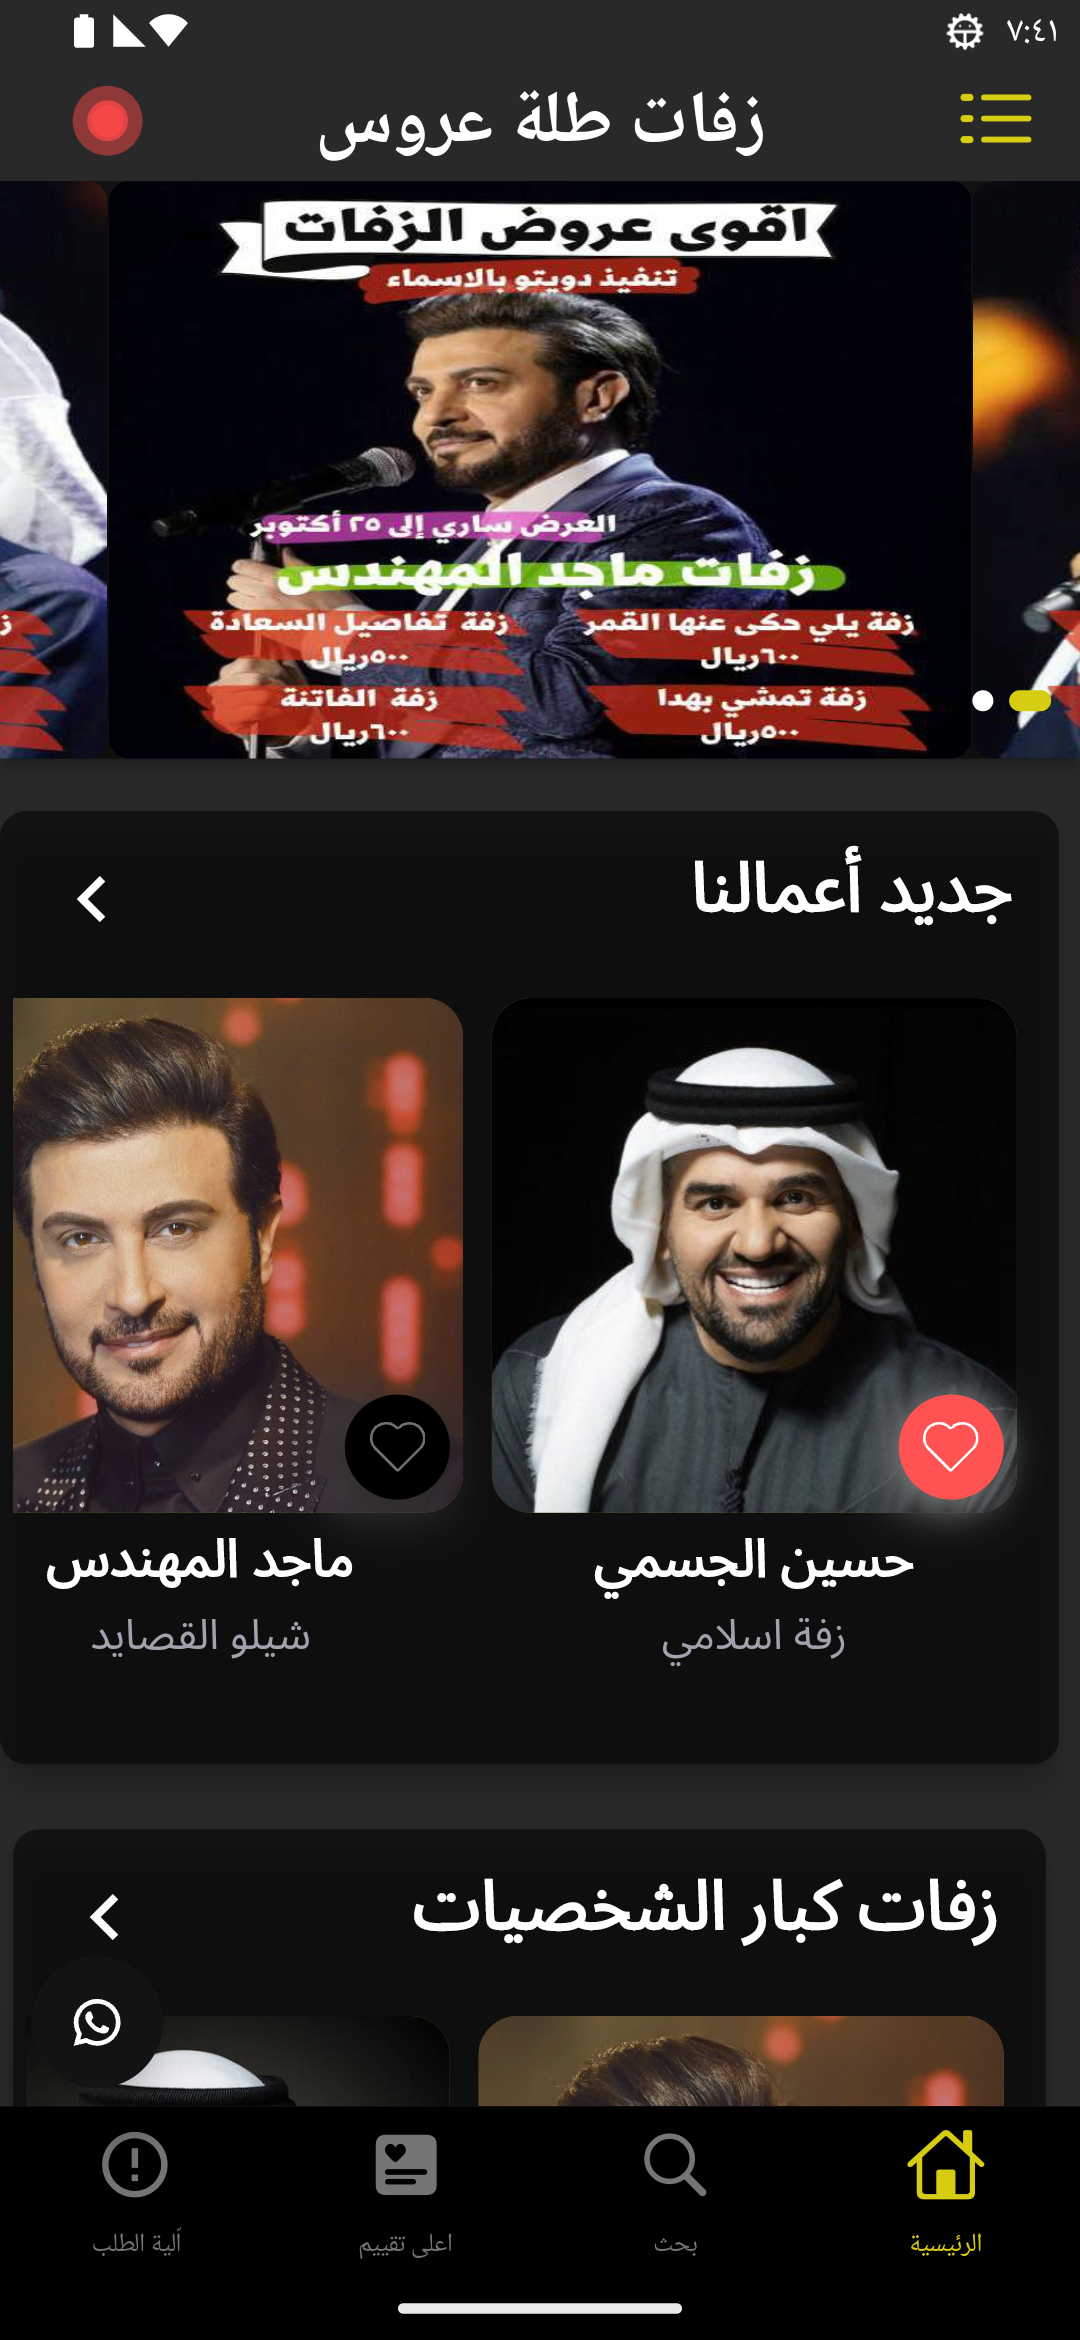 ٧:٤١
زفات طلة عروس
اقوى عروض الزفات
تنفيذ دويتو بالاسماء
العرض ساري إلى ٢٥ أكتوبر
زفات ماجد المهندس
زفة يلي حكى عنها القمر
٦٠٠ريال
زفة تفاصيل السعادة
٥٠٠ريال
زفة تمشي بهدا
٥٠٠ريال
زفة الفاتنة
٦٠٠ريال
جديد أعمالنا
حسين الجسمي
زفة اسلامي
ماجد المهندس
شيلو القصايد
زفات كبار الشخصيات
الرئيسية
بحث
اعلى تقييم
ألية الطلب